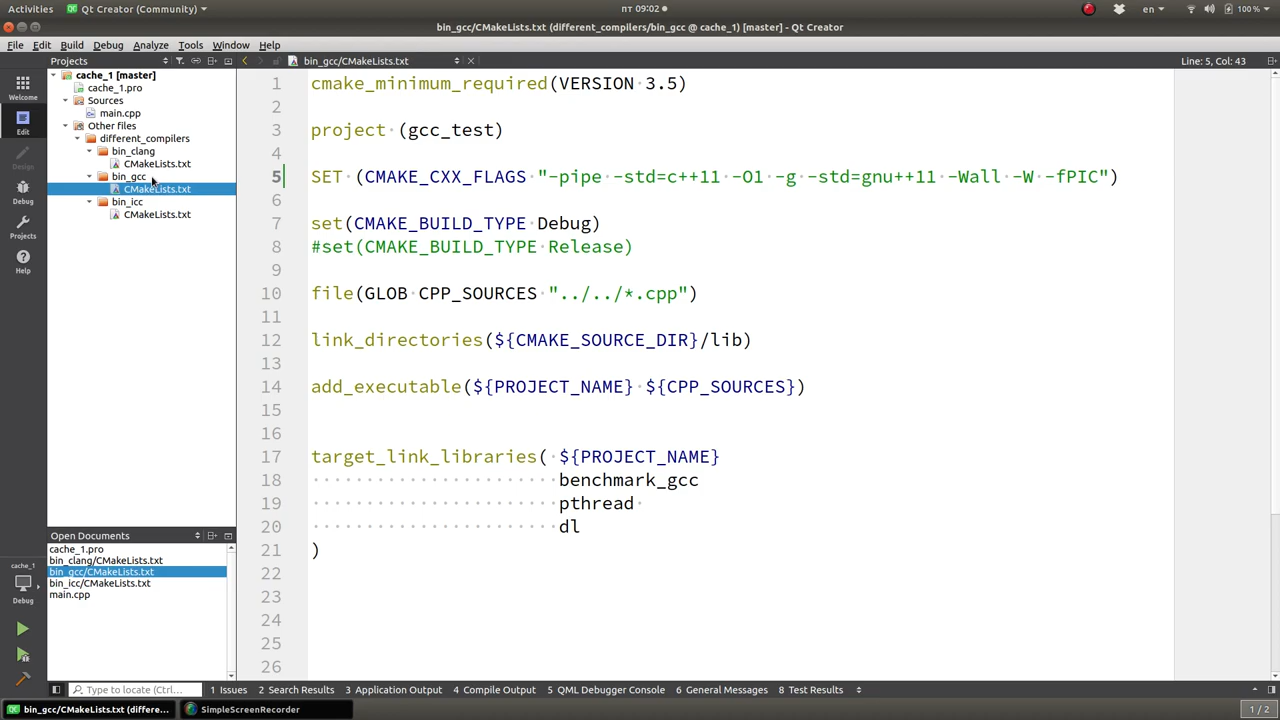 Activities
Qt Creator (Community)
пт 09:02
en
100 %
bin_gcc/CMakeLists.txt (different_compilers/bin_gcc @ cache_1) [master] - Qt Creator
File Edit Build Debug Analyze Tools Window Help
Projects
bin_gcc/CMakeLists.txt
Line: 5, Col: 43
Welcome
Edit
Design
Debug
Projects
Help
cache_1 [master]
cache_1.pro
Sources
main.cpp
Other files
different_compilers
bin_clang
CMakeLists.txt
bin_gcc
CMakeLists.txt
bin_icc
CMakeLists.txt
1 cmake_minimum_required(VERSION 3.5)
2
3 project (gcc_test)
4
5 SET (CMAKE_CXX_FLAGS "-pipe -std=c++11 -O1 -g -std=gnu++11 -Wall -W -fPIC")
6
7 set(CMAKE_BUILD_TYPE Debug)
8 #set(CMAKE_BUILD_TYPE Release)
9
10 file(GLOB CPP_SOURCES "../../*.cpp")
11
12 link_directories(${CMAKE_SOURCE_DIR}/lib)
13
14 add_executable(${PROJECT_NAME} ${CPP_SOURCES})
15
16
17 target_link_libraries( ${PROJECT_NAME}
18 benchmark_gcc
19 pthread
20 dl
21 )
22
23
24
25
26
Open Documents
cache_1.pro
bin_clang/CMakeLists.txt
bin_gcc/CMakeLists.txt
bin_icc/CMakeLists.txt
main.cpp
cache_1
Debug
Type to locate (Ctrl...
1 Issues
2 Search Results
3 Application Output
4 Compile Output
5 QML Debugger Console
6 General Messages
8 Test Results
bin_gcc/CMakeLists.txt (differe...
SimpleScreenRecorder
1 / 2